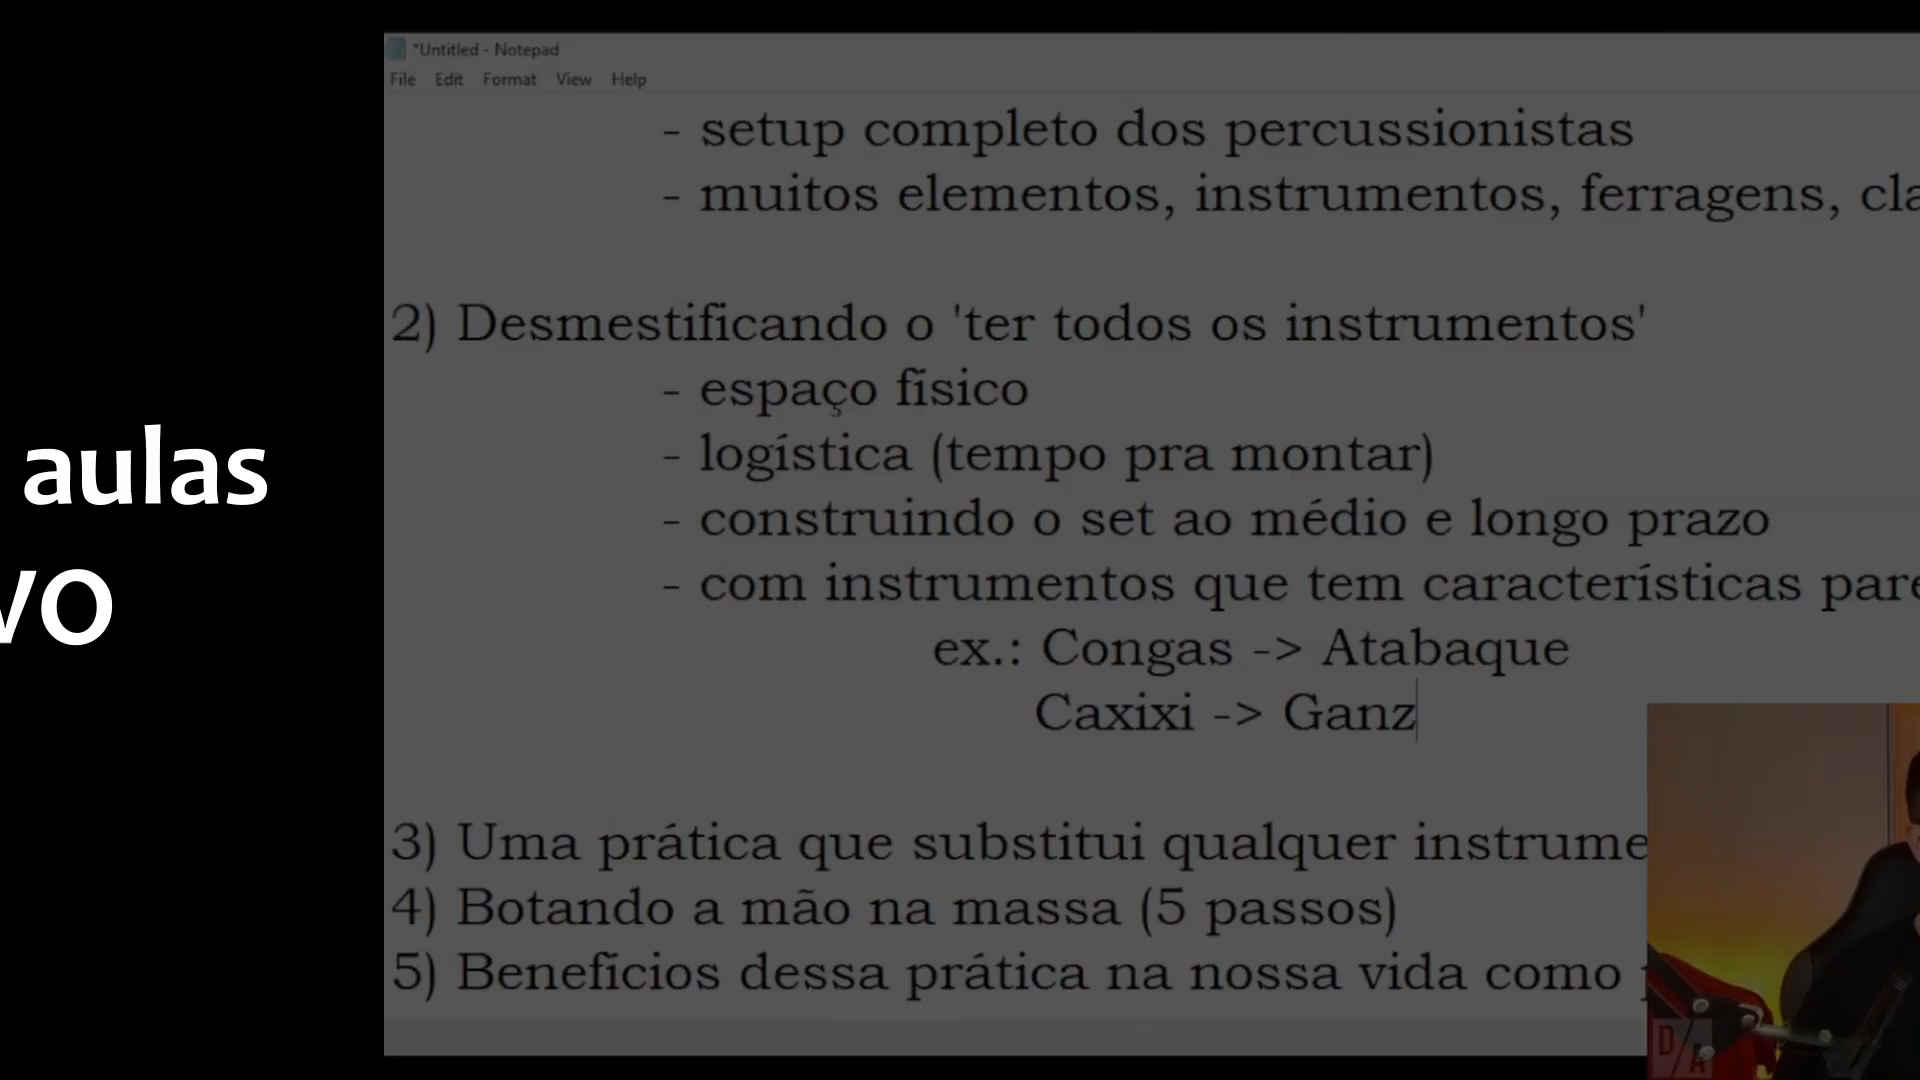 *Untitled - Notepad
File Edit Format View Help
- setup completo dos percussionistas
- muitos elementos, instrumentos, ferragens, cla
2) Desmestificando o 'ter todos os instrumentos'
- espaço físico
- logística (tempo pra montar)
- construindo o set ao médio e longo prazo
- com instrumentos que tem características pare
ex.: Congas -> Atabaque
Caxixi -> Ganz
3) Uma prática que substitui qualquer instrume
4) Botando a mão na massa (5 passos)
5) Benefícios dessa prática na nossa vida como
aulas
VO
D/A